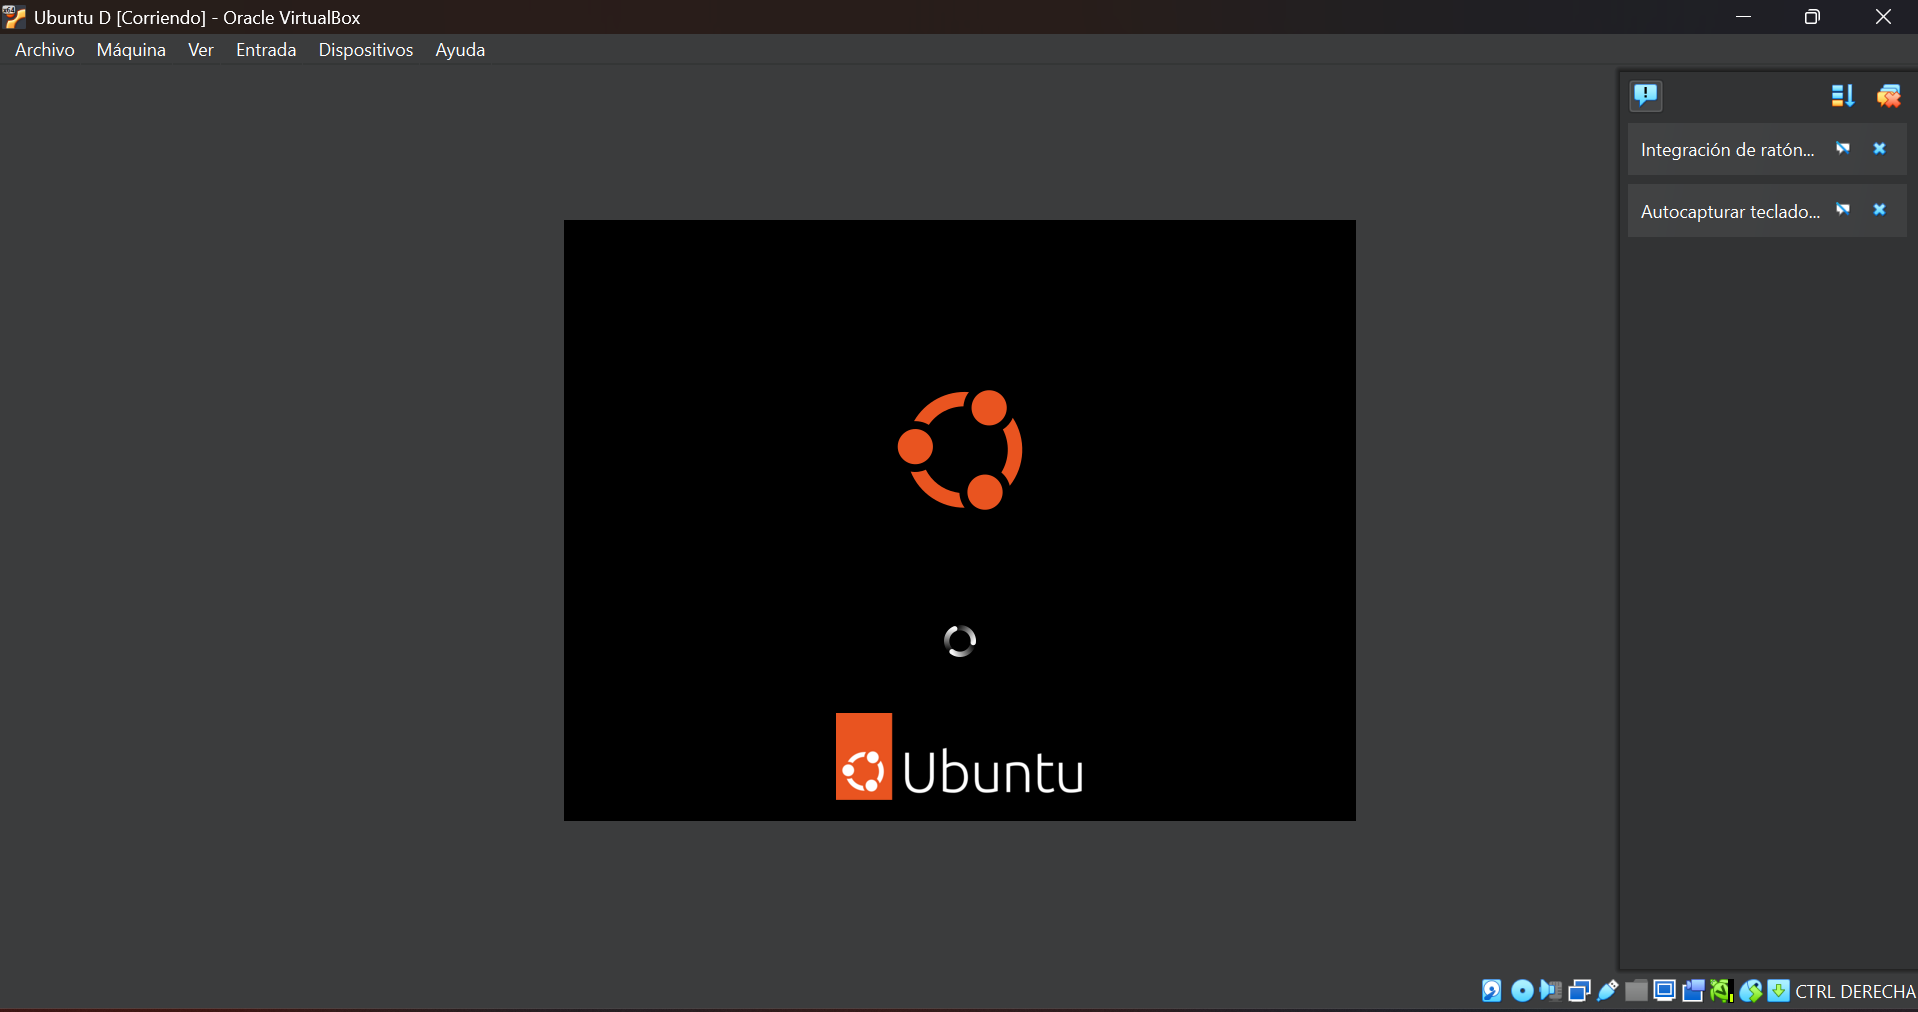 Ubuntu D [Corriendo] - Oracle VirtualBox
Archivo Máquina Ver Entrada Dispositivos Ayuda
Integración de ratón...
Autocapturar teclado...
Ubuntu
CTRL DERECHA